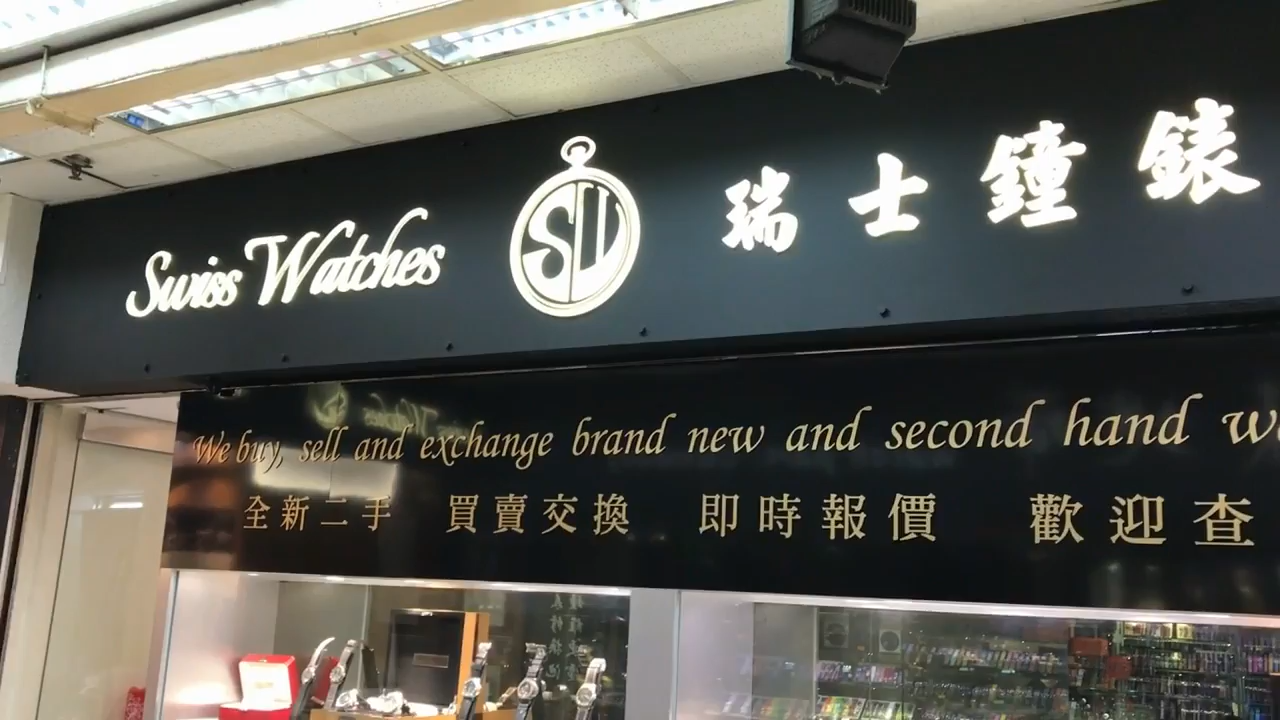 Swiss Watches SW 瑞士鐘錶
We buy, sell and exchange brand new and second hand
全新二手 買賣交換 即時報價 歡迎查